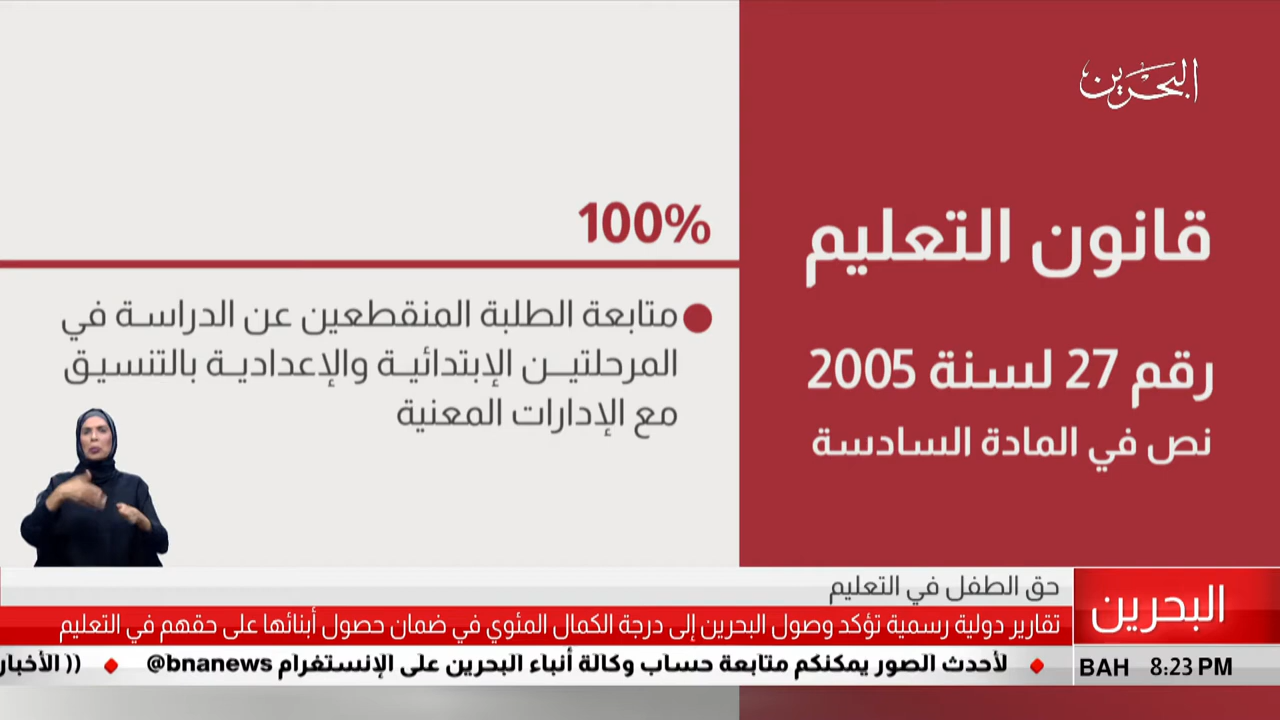 البحرين
قانون التعليم
رقم 27 لسنة 2005
نص في المادة السادسة
100%
متابعة الطلبة المنقطعين عن الدراسة في
المرحلتين الإبتدائية والإعدادية بالتنسيق
مع الإدارات المعنية
البحرين
حق الطفل في التعليم
تقارير دولية رسمية تؤكد وصول البحرين إلى درجة الكمال المئوي في ضمان حصول أبنائها على حقهم في التعليم
BAH 8:23 PM
لأحدث الصور يمكنكم متابعة حساب وكالة أنباء البحرين على الإنستغرام @bnanews )) الأخبار